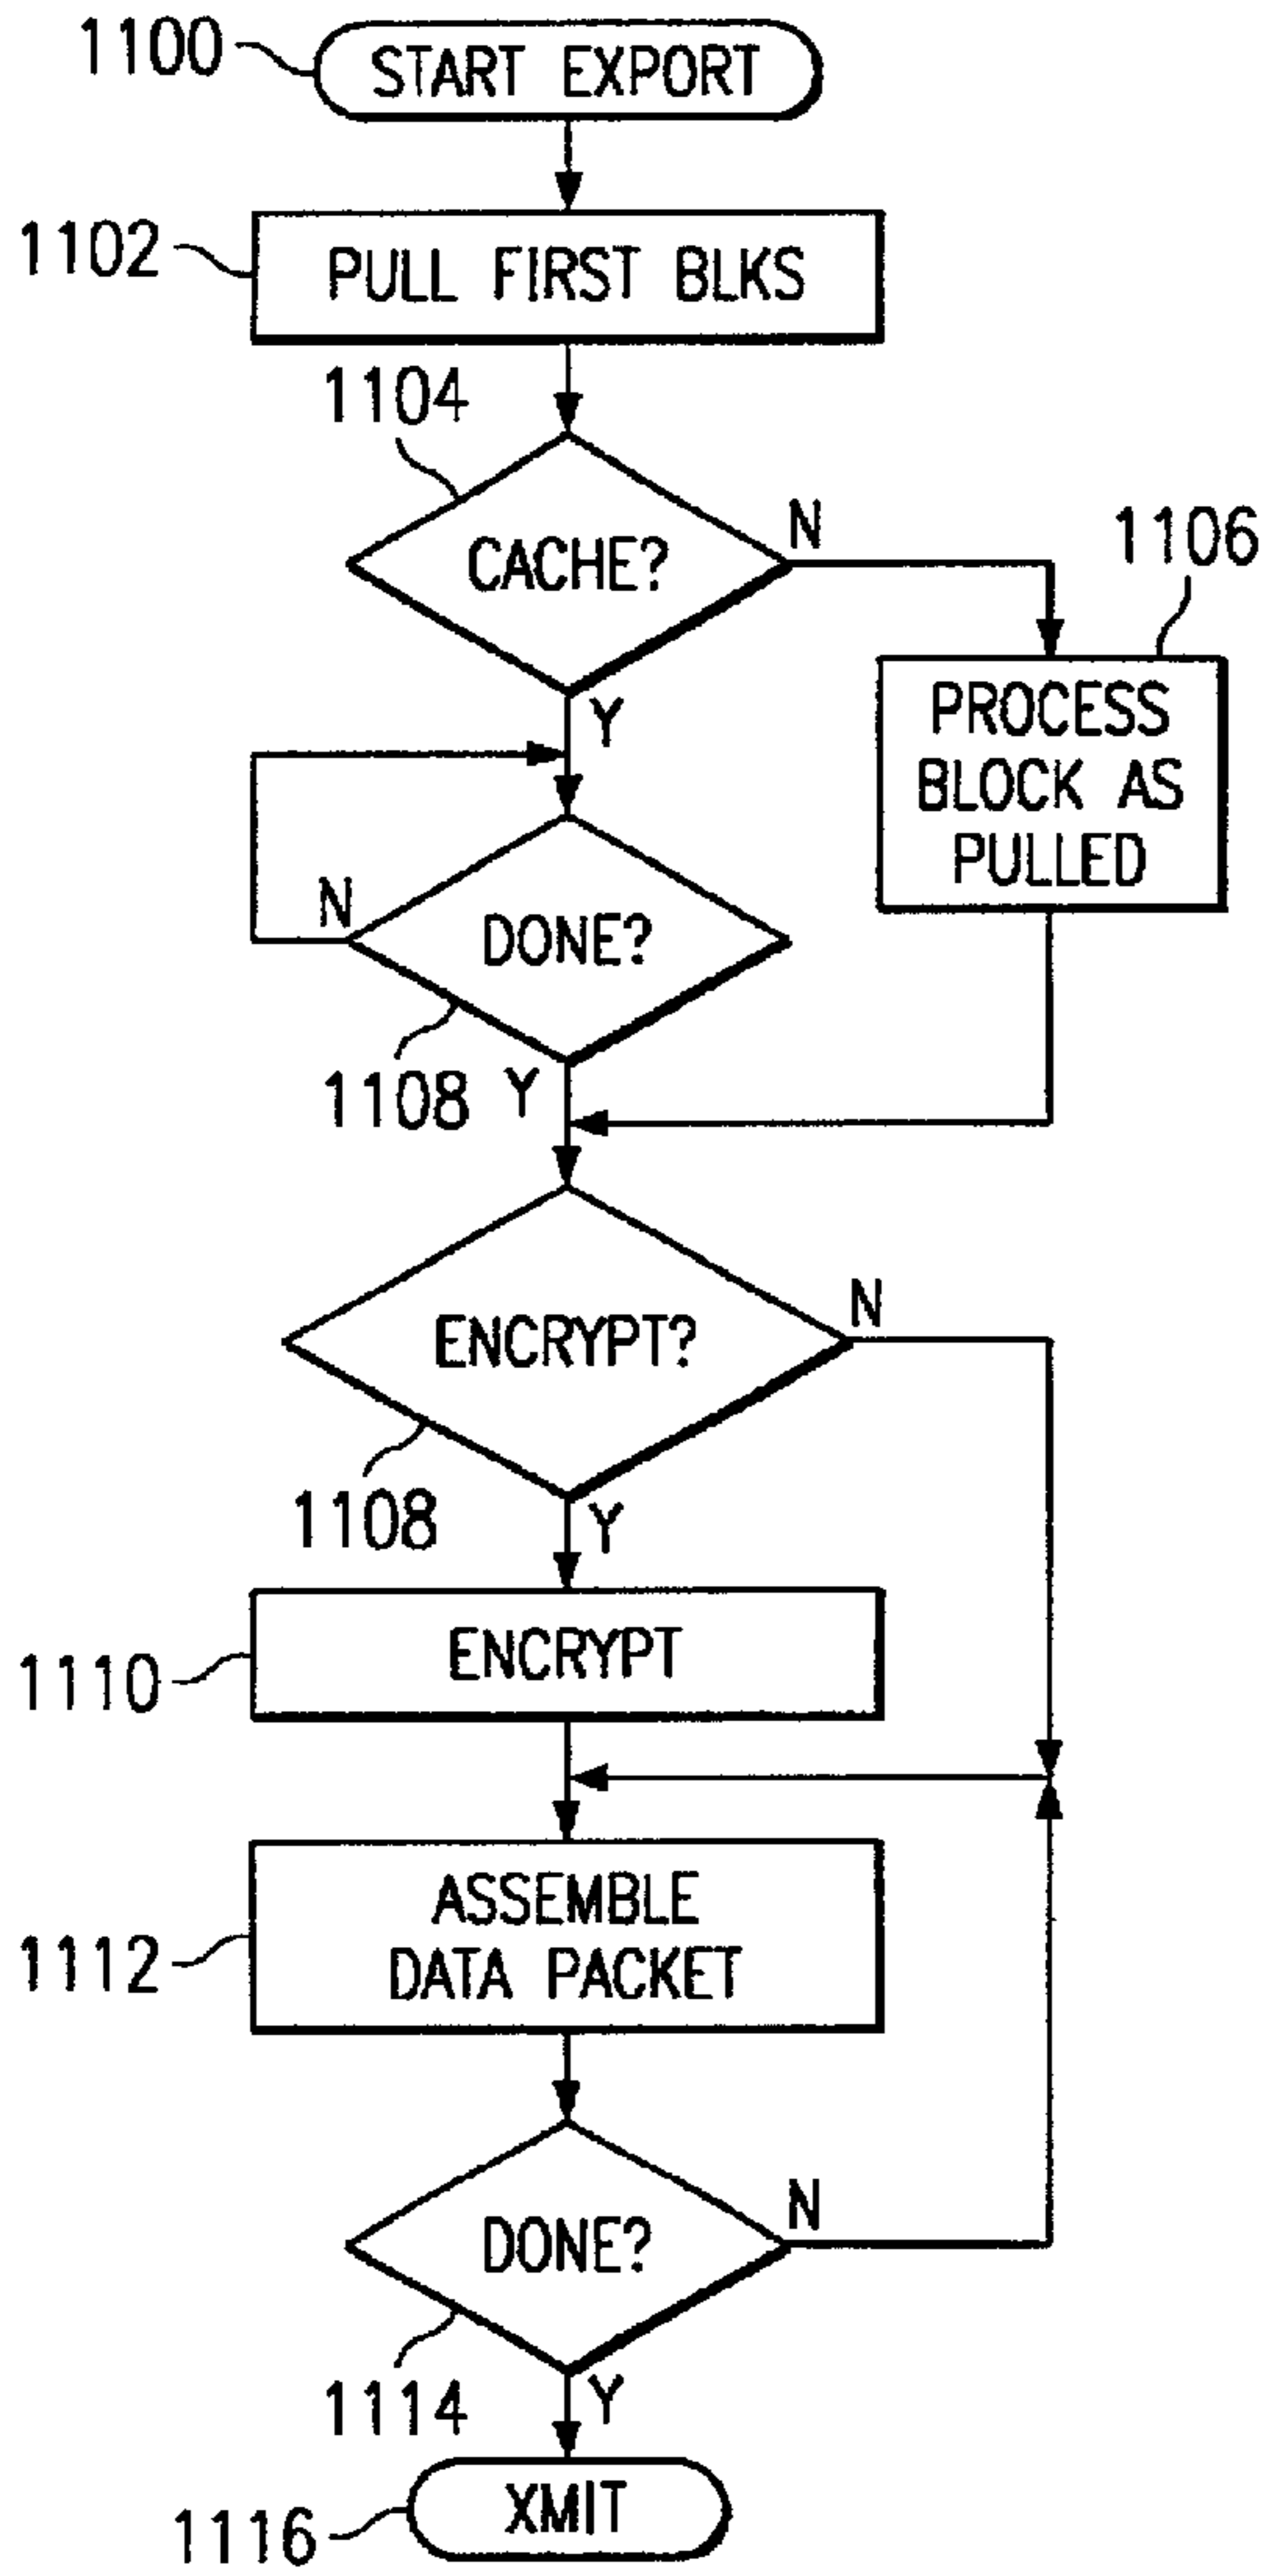 1100
START EXPORT
1102
PULL FIRST BLKS
1104
CACHE?
N
1106
Y
PROCESS
BLOCK AS
PULLED
N
DONE?
1108
Y
ENCRYPT?
N
1108
Y
1110
ENCRYPT
1112
ASSEMBLE
DATA PACKET
DONE?
N
1114
Y
1116
XMIT